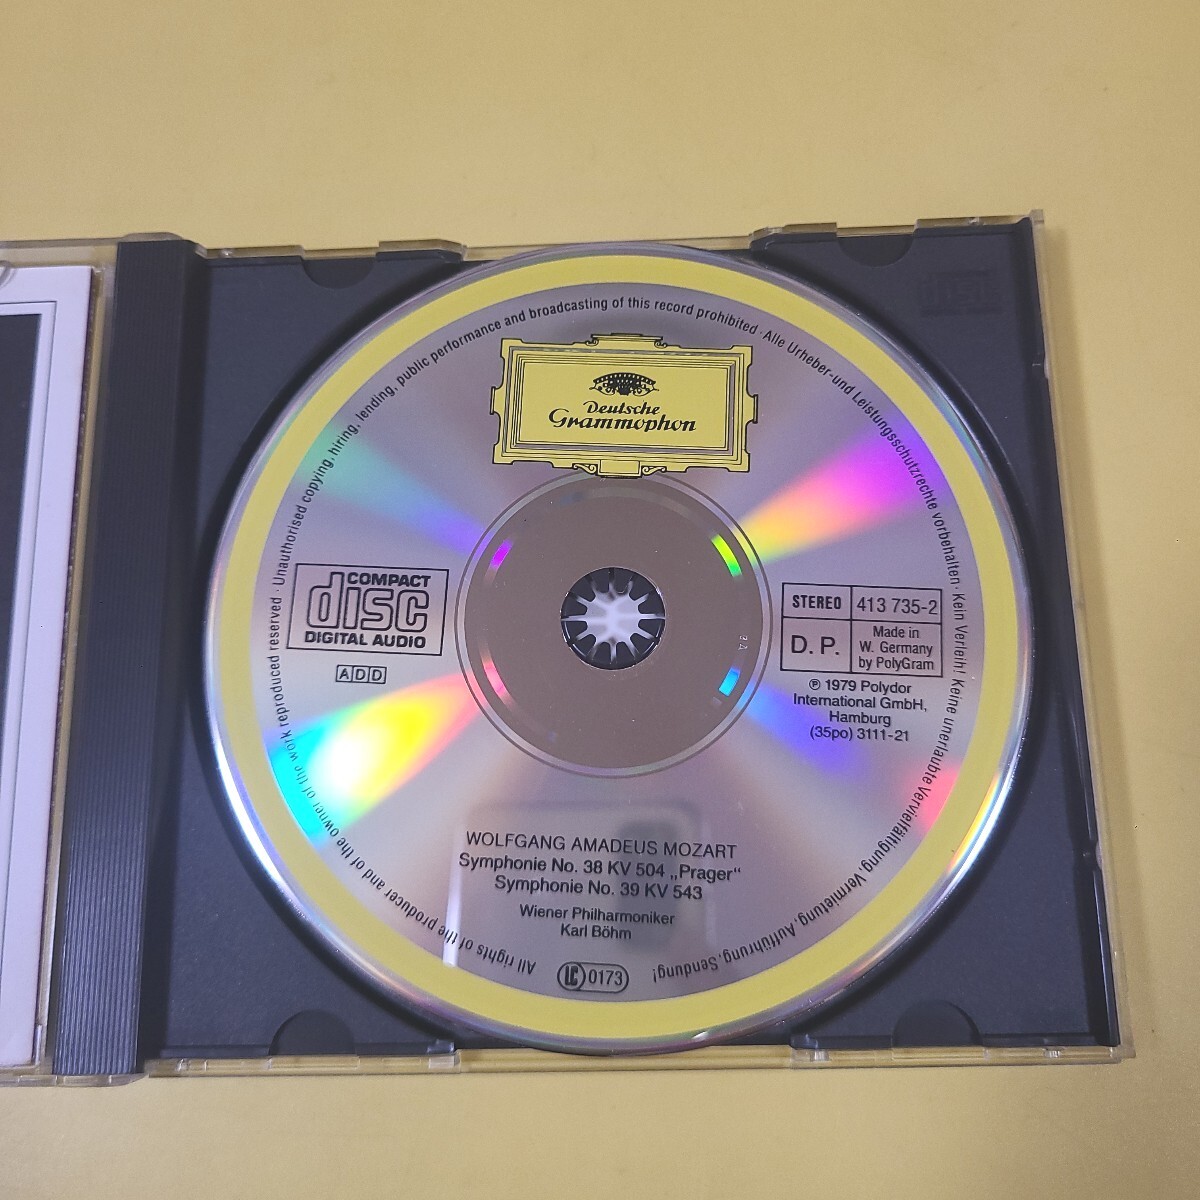 Deutsche
Grammophon
Unauthorised copying, hiring, lending, public performance and broadcasting of this record prohibited · Alle Urheber- und Leistungsschutzrechte vorbehalten · Kein Verleih! Keine unerlaubte Vervielfältigung, Vermietung, Aufführung, Sendung!
All rights of the producer and of the owner of the work reproduced reserved ·
COMPACT
disc
DIGITAL AUDIO
ADD
STEREO
413 735-2
D. P.
Made in
W. Germany
by PolyGram
℗ 1979 Polydor
International GmbH,
Hamburg
(35po) 3111-21
WOLFGANG AMADEUS MOZART
Symphonie No. 38 KV 504 „Prager“
Symphonie No. 39 KV 543
Wiener Philharmoniker
Karl Böhm
LC 0173